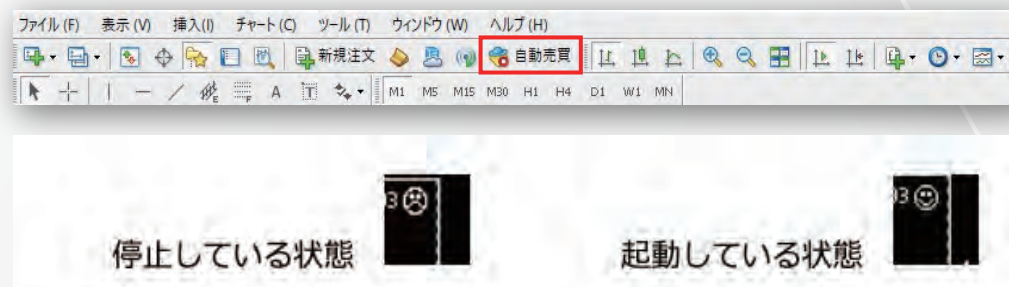 ファイル (F) 表示 (V) 挿入(I) チャート (C) ツール (T) ウィンドウ (W) ヘルプ (H)
新規注文 自動売買
E F A T M1 M5 M15 M30 H1 H4 D1 W1 MN
3
03
停止している状態 起動している状態